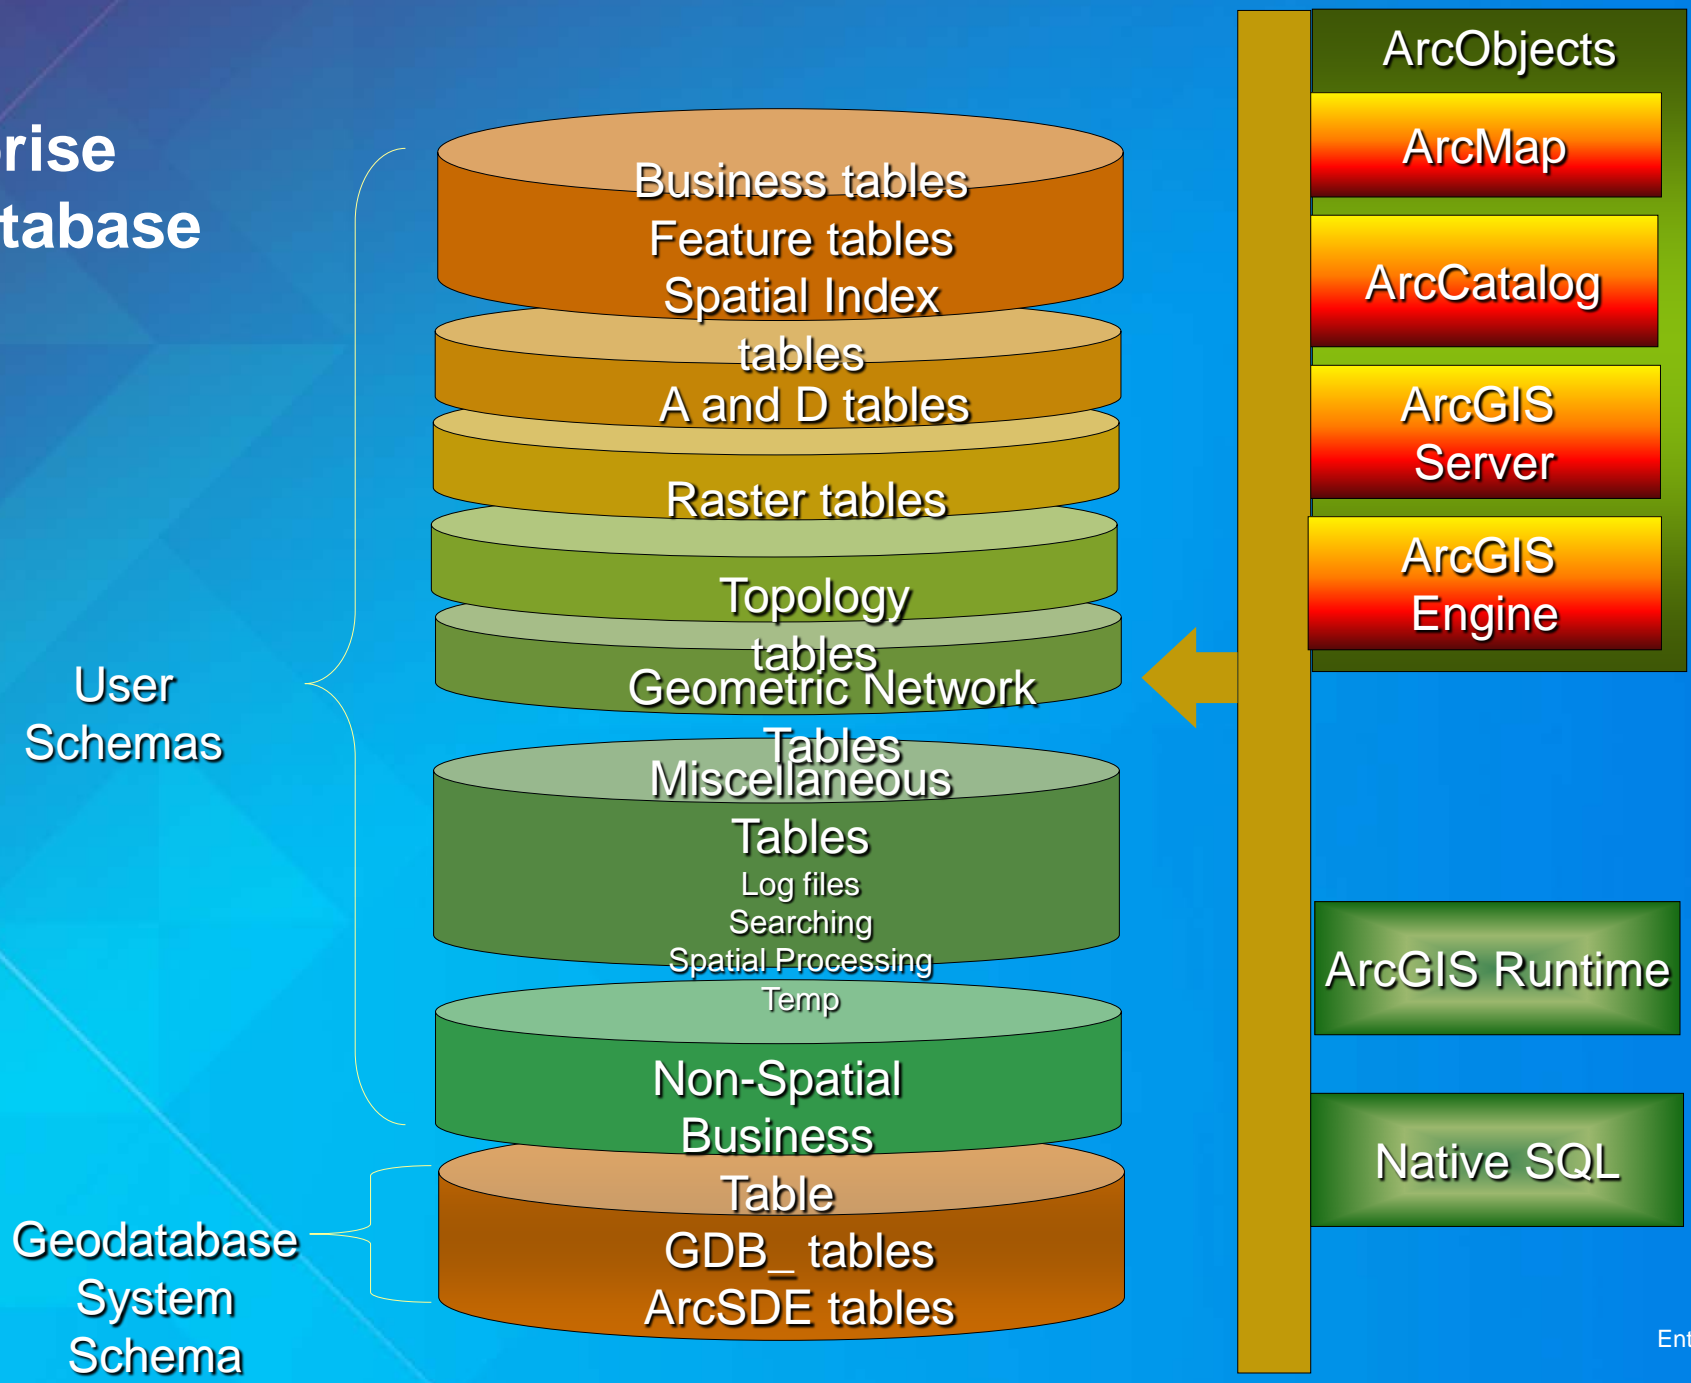 rise
tabase
Business tables
Feature tables
Spatial Index
tables
A and D tables
Raster tables
Topology
tables
Geometric Network
Tables
Miscellaneous
Tables
Log files
Searching
Spatial Processing
Temp
Non-Spatial
Business
Table
GDB_ tables
ArcSDE tables
User
Schemas
Geodatabase
System
Schema
ArcObjects
ArcMap
ArcCatalog
ArcGIS
Server
ArcGIS
Engine
ArcGIS Runtime
Native SQL
Ent